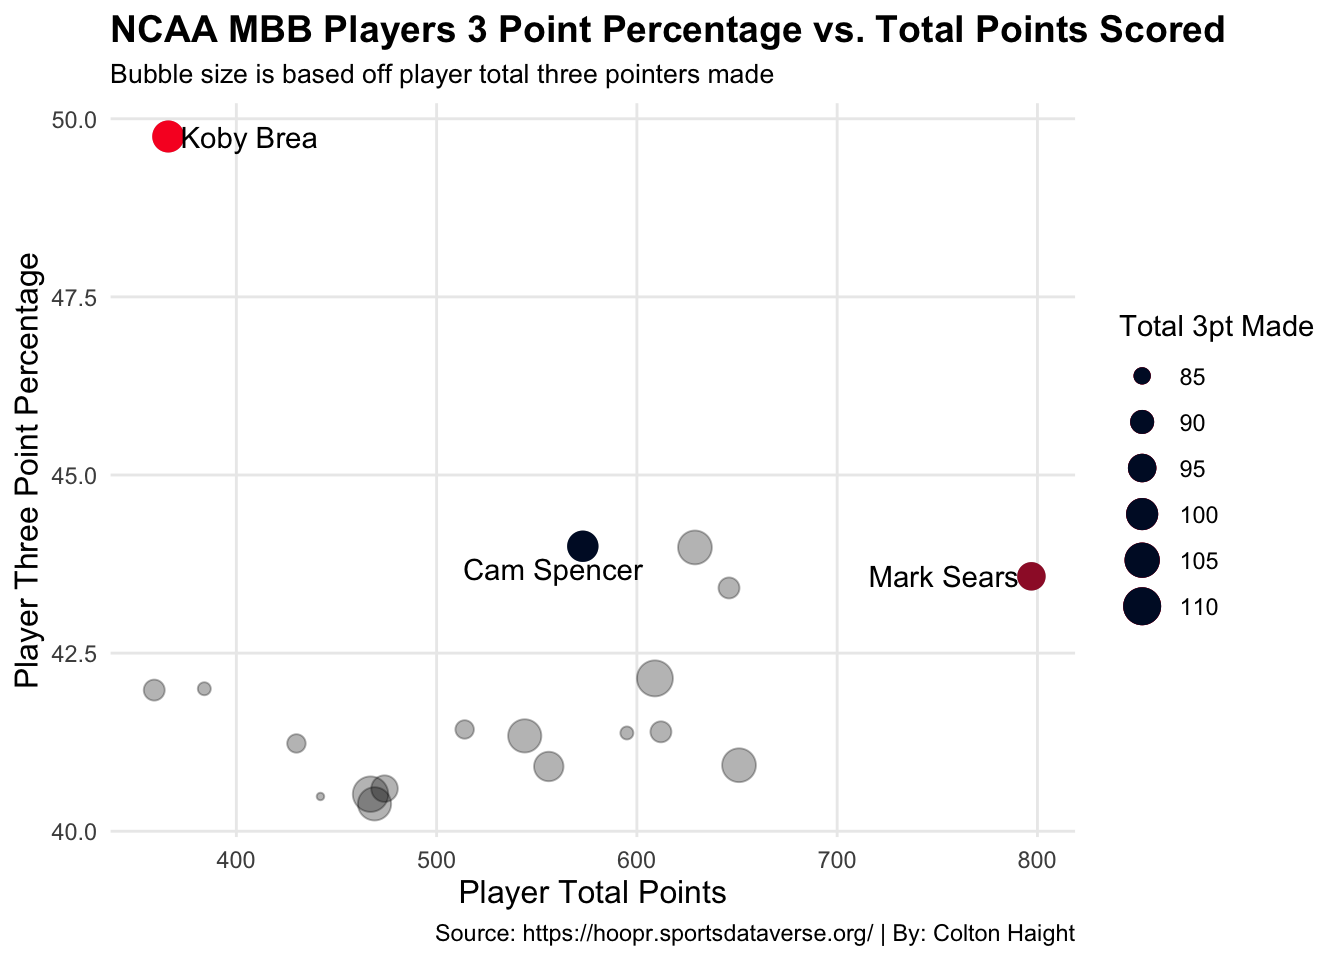 NCAA MBB Players 3 Point Percentage vs. Total Points Scored
Bubble size is based off player total three pointers made
50.0
47.5
45.0
42.5
40.0
Player Three Point Percentage
Koby Brea
Cam Spencer
Mark Sears
400
500
600
700
800
Player Total Points
Total 3pt Made
85
90
95
100
105
110
Source: https://hoopr.sportsdataverse.org/ | By: Colton Haight